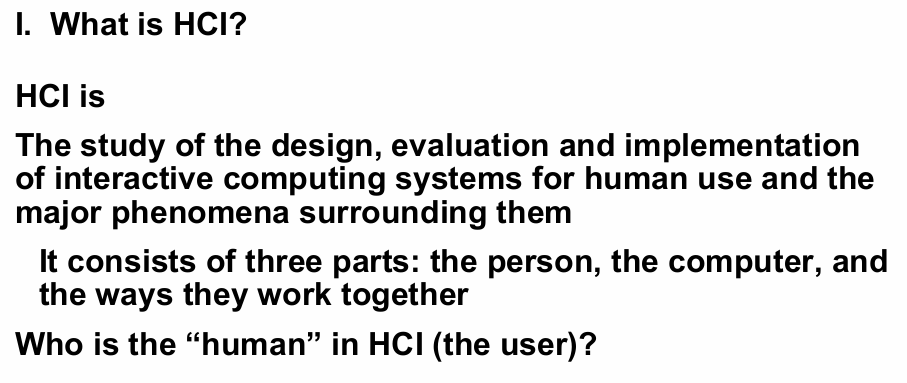 I.  What is HCI?
HCI is
The study of the design, evaluation and implementation
of interactive computing systems for human use and the
major phenomena surrounding them
It consists of three parts: the person, the computer, and
the ways they work together
Who is the “human” in HCI (the user)?